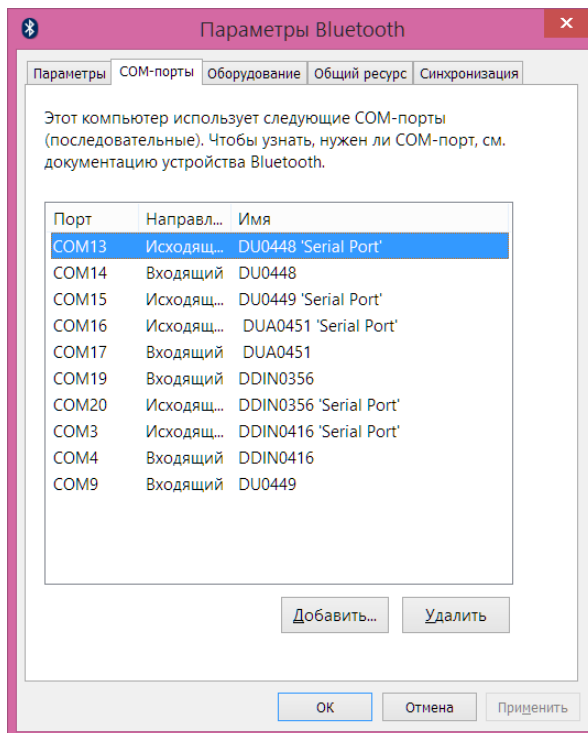 Параметры Bluetooth
Параметры COM-порты Оборудование Общий ресурс Синхронизация
Этот компьютер использует следующие COM-порты
(последовательные). Чтобы узнать, нужен ли COM-порт, см.
документацию устройства Bluetooth.
Порт Направл... Имя
COM13 Исходящ... DU0448 'Serial Port'
COM14 Входящий DU0448
COM15 Исходящ... DU0449 'Serial Port'
COM16 Исходящ... DUA0451 'Serial Port'
COM17 Входящий DUA0451
COM19 Входящий DDIN0356
COM20 Исходящ... DDIN0356 'Serial Port'
COM3 Исходящ... DDIN0416 'Serial Port'
COM4 Входящий DDIN0416
COM9 Входящий DU0449
Добавить... Удалить
ОК Отмена Применить